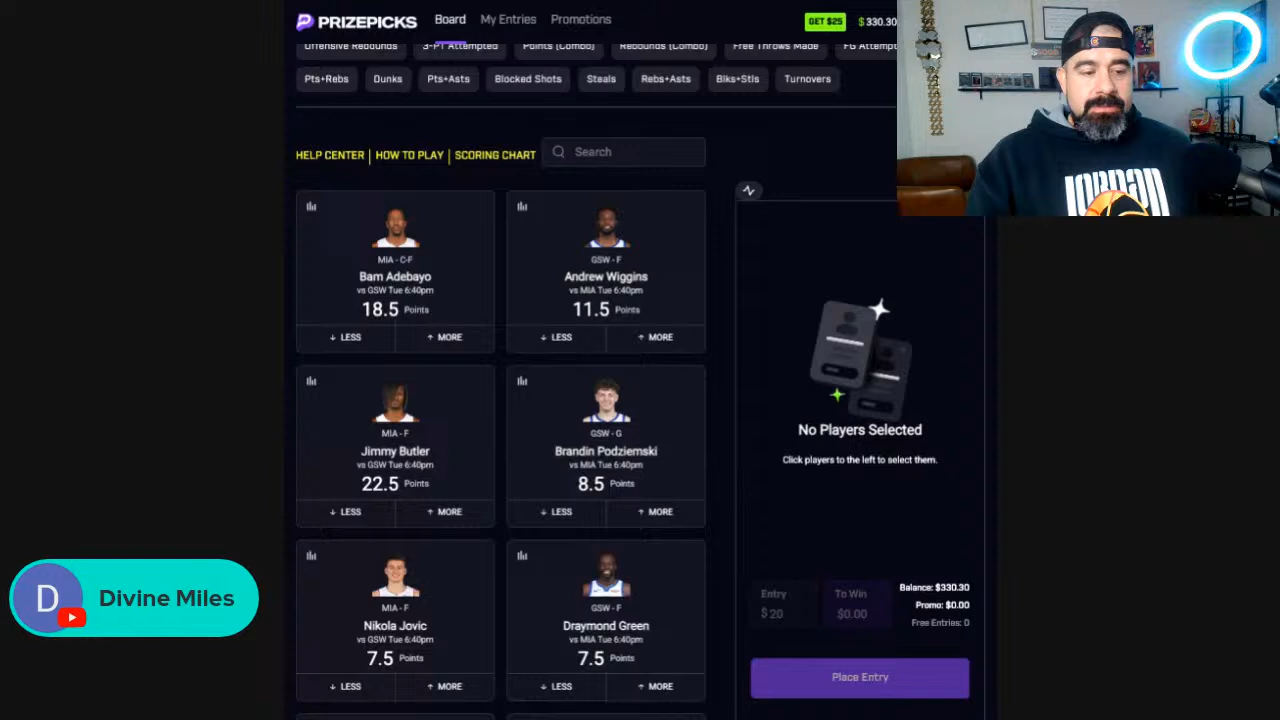 PRIZEPICKS
Board
My Entries
Promotions
GET $25
$ 330.30
Offensive Rebounds
3-PT Attempted
Points (Combo)
Rebounds (Combo)
Free Throws Made
FG Attempt
Pts+Rebs
Dunks
Pts+Asts
Blocked Shots
Steals
Rebs+Asts
Blks+Stls
Turnovers
HELP CENTER | HOW TO PLAY | SCORING CHART
Search
MIA - C-F
Bam Adebayo
vs GSW Tue 6:40pm
18.5 Points
↓ LESS
↑ MORE
GSW - F
Andrew Wiggins
vs MIA Tue 6:40pm
11.5 Points
↓ LESS
↑ MORE
MIA - F
Jimmy Butler
vs GSW Tue 6:40pm
22.5 Points
↓ LESS
↑ MORE
GSW - G
Brandin Podziemski
vs MIA Tue 6:40pm
8.5 Points
↓ LESS
↑ MORE
MIA - F
Nikola Jovic
vs GSW Tue 6:40pm
7.5 Points
↓ LESS
↑ MORE
GSW - F
Draymond Green
vs MIA Tue 6:40pm
7.5 Points
↓ LESS
↑ MORE
No Players Selected
Click players to the left to select them.
Entry
$ 20
To Win
$0.00
Balance: $330.30
Promo: $0.00
Free Entries: 0
Place Entry
JORDAN
D
Divine Miles